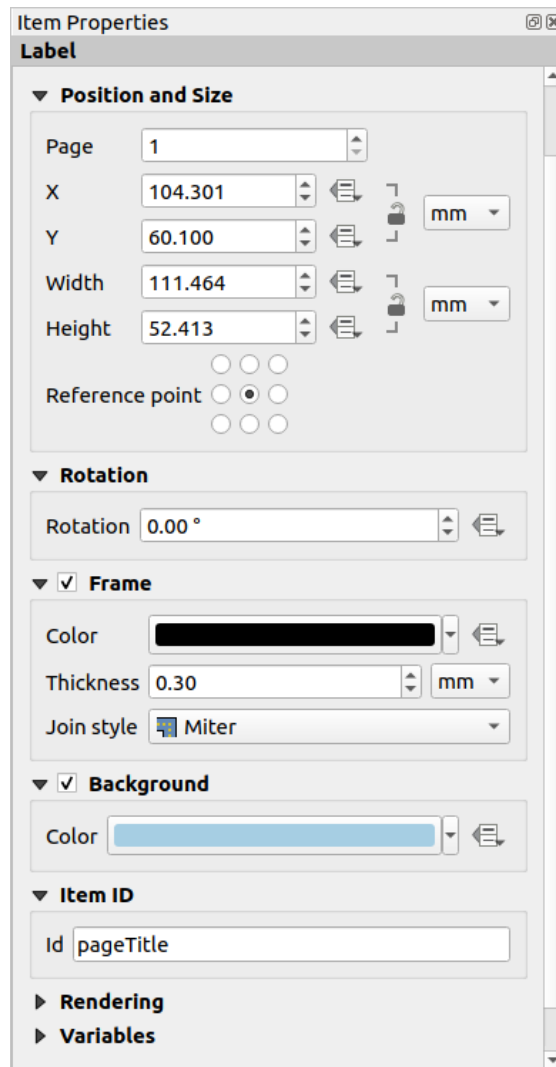 Item Properties
Label
Position and Size
Page 1
X 104.301
mm
Y 60.100
Width 111.464
mm
Height 52.413
Reference point
Rotation
Rotation 0.00 °
Frame
Color
Thickness 0.30 mm
Join style Miter
Background
Color
Item ID
Id pageTitle
Rendering
Variables